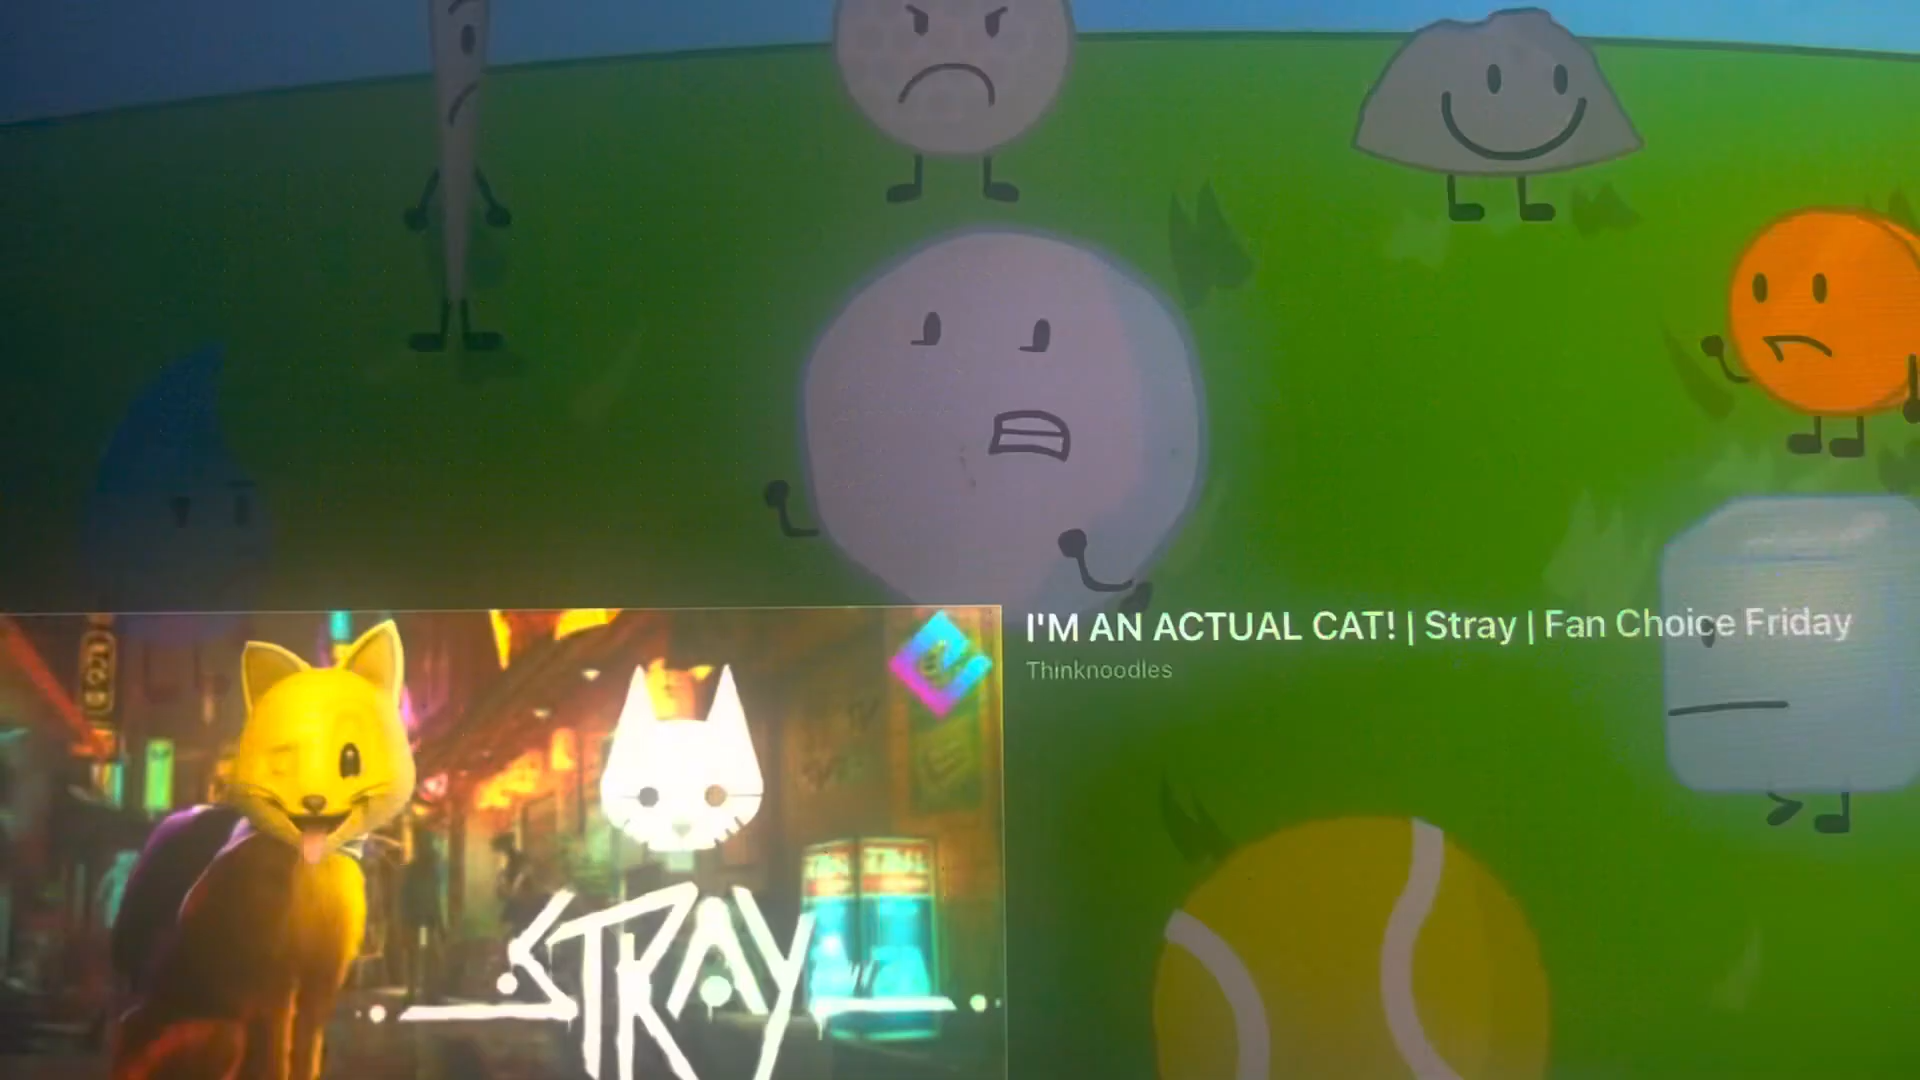 I'M AN ACTUAL CAT! | Stray | Fan Choice Friday
Thinknoodles
STRAY